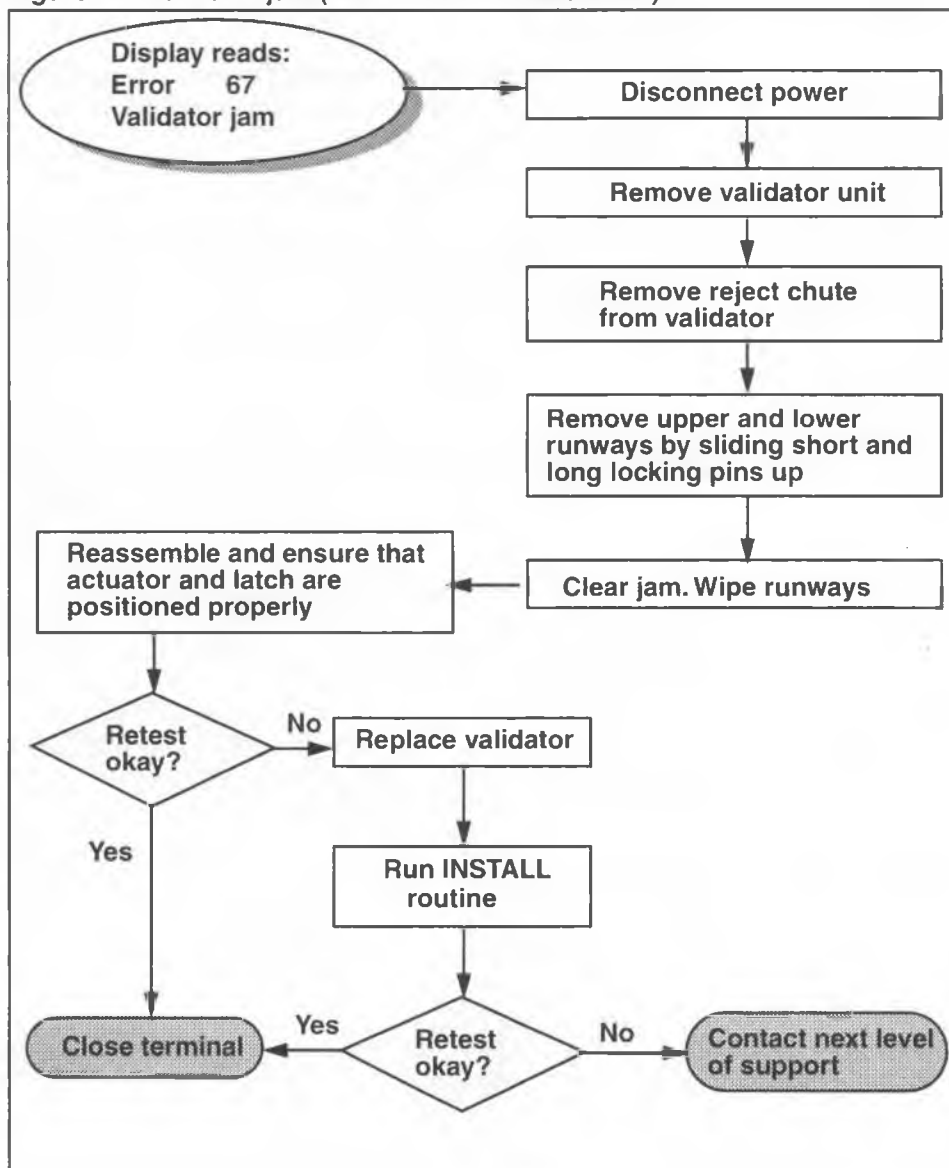 Display reads:
Error 67
Validator jam
Disconnect power
Remove validator unit
Remove reject chute
from validator
Remove upper and lower
runways by sliding short and
long locking pins up
Clear jam. Wipe runways
Reassemble and ensure that
actuator and latch are
positioned properly
Retest
okay?
No
Replace validator
Yes
Run INSTALL
routine
Retest
okay?
Yes
No
Close terminal
Contact next level
of support